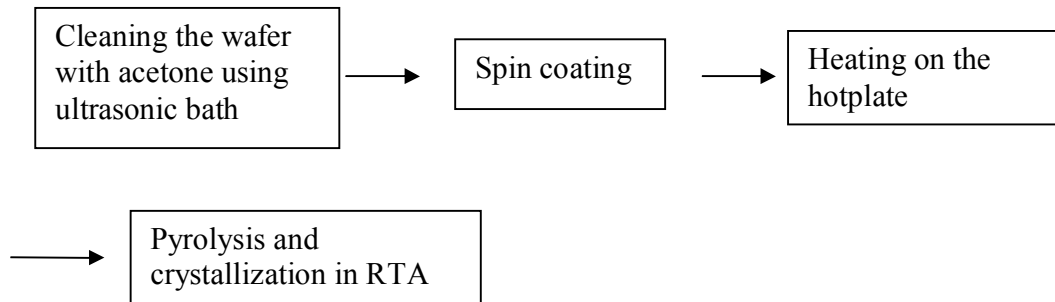 Cleaning the wafer
with acetone using
ultrasonic bath
Spin coating
Heating on the
hotplate
Pyrolysis and
crystallization in RTA